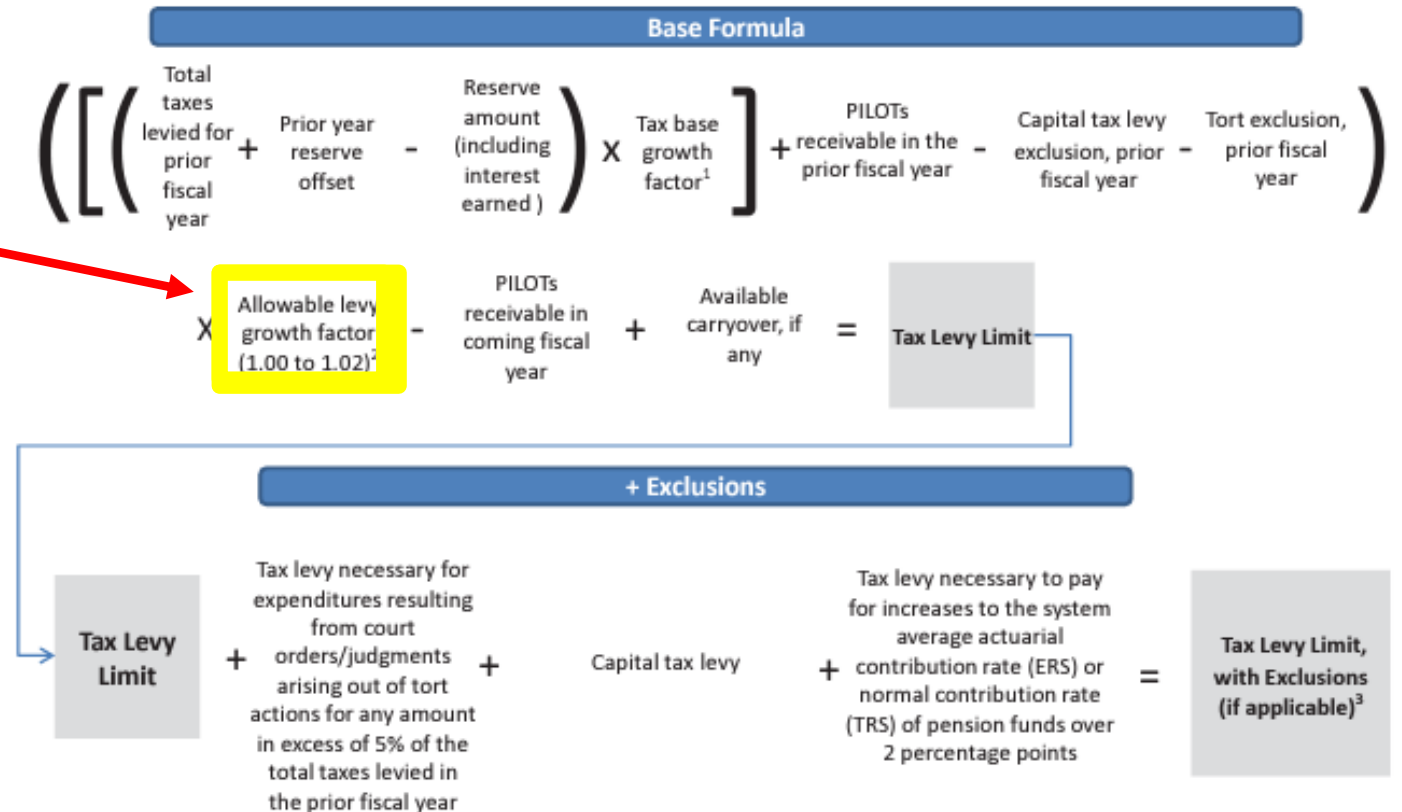 Base Formula
Total
taxes
levied for
prior
fiscal
year
+
Prior year
reserve
offset
-
Reserve
amount
(including
interest
earned )
x
Tax base
growth
factor1
+
PILOTs
receivable in the
prior fiscal year
-
Capital tax levy
exclusion, prior
fiscal year
-
Tort exclusion,
prior fiscal
year
X
Allowable levy
growth factor
(1.00 to 1.02)2
-
PILOTs
receivable in
coming fiscal
year
+
Available
carryover, if
any
=
Tax Levy Limit
+ Exclusions
Tax Levy
Limit
+
Tax levy necessary for
expenditures resulting
from court
orders/judgments
arising out of tort
actions for any amount
in excess of 5% of the
total taxes levied in
the prior fiscal year
+
Capital tax levy
+
Tax levy necessary to pay
for increases to the system
average actuarial
contribution rate (ERS) or
normal contribution rate
(TRS) of pension funds over
2 percentage points
=
Tax Levy Limit,
with Exclusions
(if applicable)3